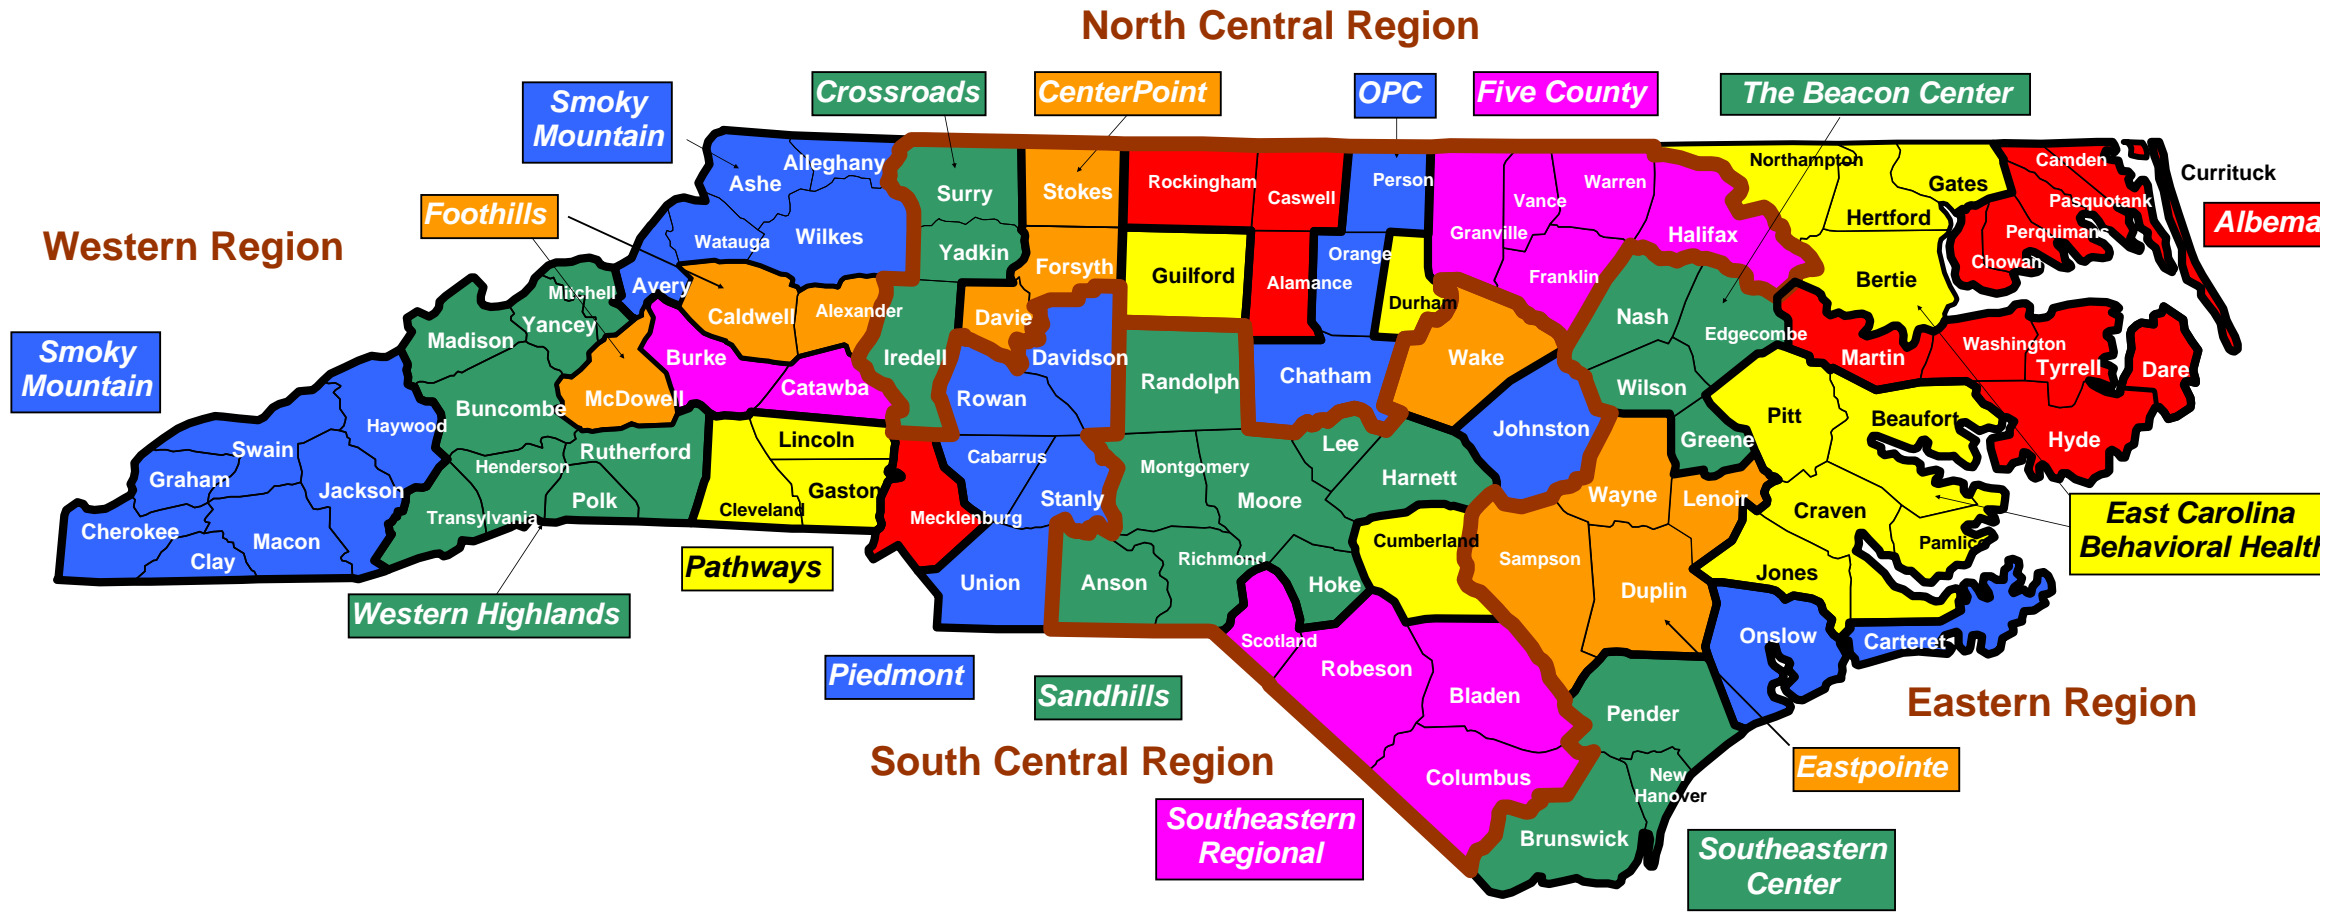 North Central Region
Smoky
Mountain
Crossroads
CenterPoint
OPC
Five County
The Beacon Center
Western Region
Foothills
Smoky
Mountain
Alleghany
Ashe
Watauga
Wilkes
Avery
Mitchell
Yancey
Madison
Caldwell
Alexander
Burke
Catawba
McDowell
Buncombe
Haywood
Swain
Graham
Jackson
Cherokee
Macon
Clay
Henderson
Rutherford
Polk
Transylvania
Lincoln
Gaston
Cleveland
Surry
Yadkin
Iredell
Stokes
Forsyth
Davie
Davidson
Rowan
Cabarrus
Stanly
Mecklenburg
Union
Rockingham
Caswell
Person
Guilford
Alamance
Orange
Durham
Randolph
Chatham
Granville
Vance
Warren
Franklin
Halifax
Wake
Johnston
Nash
Edgecombe
Wilson
Greene
Northampton
Gates
Hertford
Bertie
Camden
Pasquotank
Perquimans
Chowan
Currituck
Albema
Martin
Washington
Tyrrell
Dare
Hyde
Pitt
Beaufort
Craven
Pamlico
Jones
Lenoir
Wayne
Sampson
Duplin
Onslow
Carteret
Montgomery
Moore
Lee
Harnett
Cumberland
Richmond
Hoke
Anson
Scotland
Robeson
Bladen
Columbus
Pender
New
Hanover
Brunswick
East Carolina
Behavioral Health
Pathways
Western Highlands
Piedmont
Sandhills
South Central Region
Southeastern
Regional
Eastern Region
Eastpointe
Southeastern
Center